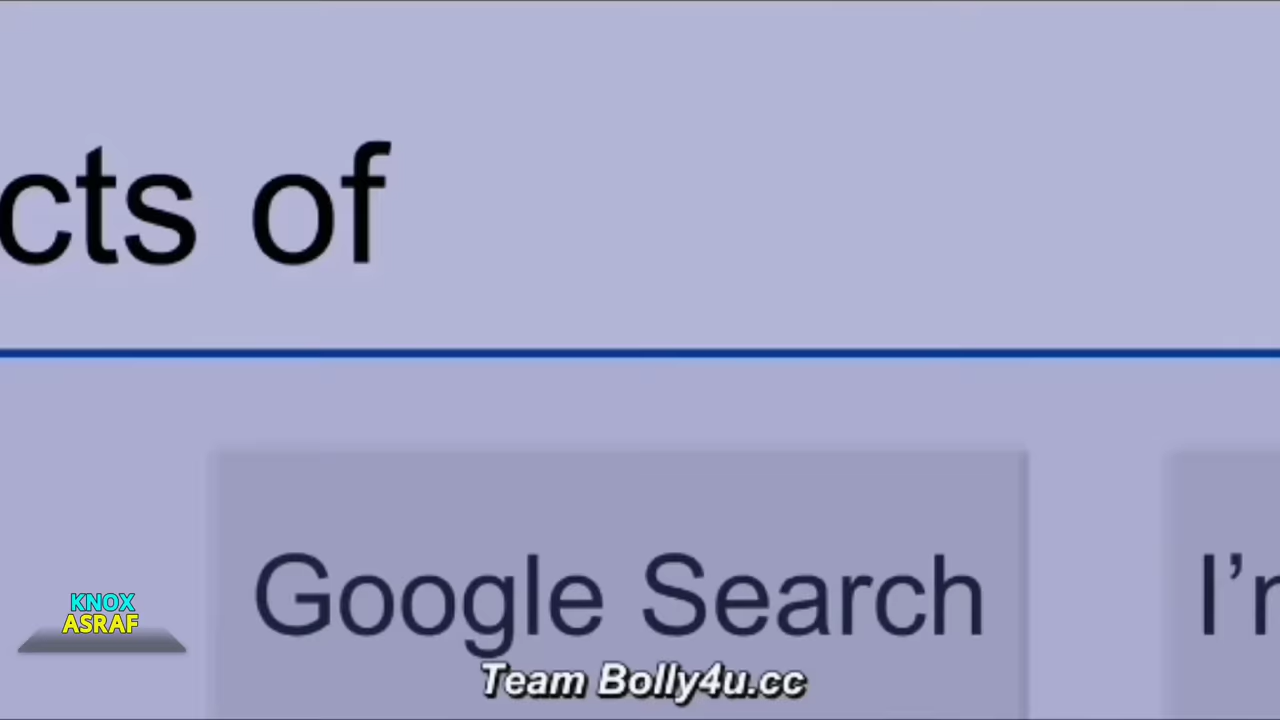 cts of
Google Search
I'm
KNOX
ASRAF
Team Bolly4u.cc